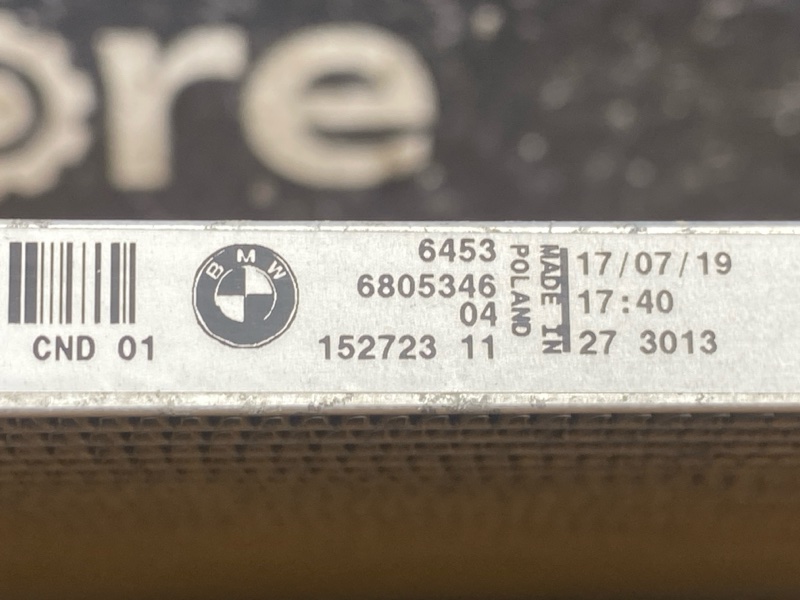 ore
CND 01
BMW
6453
6805346
04
152723 11
MADE IN
POLAND
17/07/19
17:40
27 3013